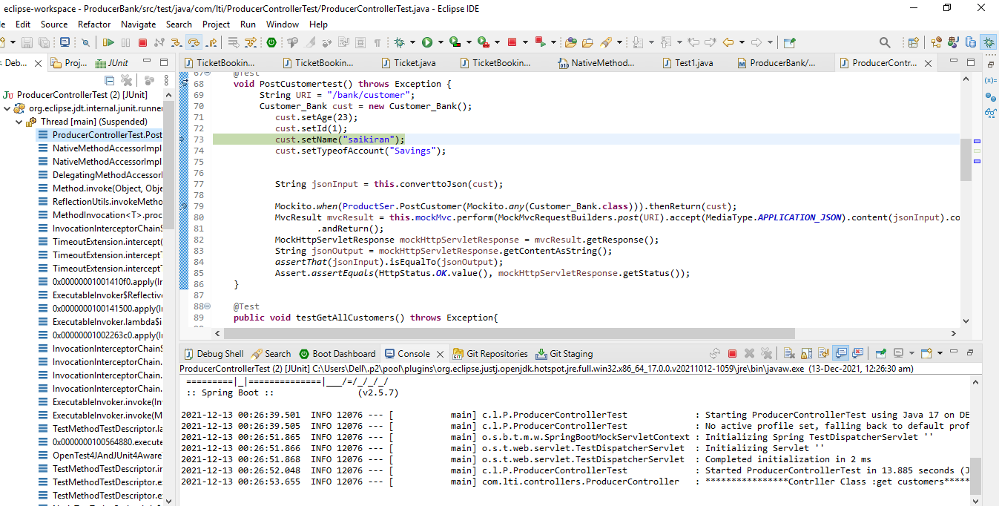 eclipse-workspace - ProducerBank/src/test/java/com/lti/ProducerControllerTest/ProducerControllerTest.java - Eclipse IDE
Edit Source Refactor Navigate Search Project Run Window Help
Deb... Proj... JUnit
TicketBookin... TicketBookin... Ticket.java TicketBookin... NativeMethod... Test1.java ProducerBank/... ProducerContr...
ProducerControllerTest (2) [JUnit]
org.eclipse.jdt.internal.junit.runner
Thread [main] (Suspended)
ProducerControllerTest.Post
NativeMethodAccessorImpl
NativeMethodAccessorImpl
DelegatingMethodAccessorI
Method.invoke(Object, Obje
ReflectionUtils.invokeMetho
MethodInvocation<T>.proc
InvocationInterceptorChain$
TimeoutExtension.intercept(
TimeoutExtension.interceptT
TimeoutExtension.interceptT
0x00000001001410f0.apply(In
ExecutableInvoker$Reflective
0x0000000100141500.apply(In
ExecutableInvoker.lambda$i
0x00000001002263c0.apply(In
InvocationInterceptorChain$
InvocationInterceptorChain.
InvocationInterceptorChain.
InvocationInterceptorChain.
ExecutableInvoker.invoke(In
ExecutableInvoker.invoke(M
TestMethodTestDescriptor.la
0x0000000100564880.execute
OpenTest4JAndJUnit4Aware
TestMethodTestDescriptor.in
TestMethodTestDescriptor.ex
TestMethodTestDescriptor.ex
67 @Test
68 void PostCustomertest() throws Exception {
69 String URI = "/bank/customer";
70 Customer_Bank cust = new Customer_Bank();
71 cust.setAge(23);
72 cust.setId(1);
73 cust.setName("saikiran");
74 cust.setTypeofAccount("Savings");
75
76
77 String jsonInput = this.converttoJson(cust);
78
79 Mockito.when(ProductSer.PostCustomer(Mockito.any(Customer_Bank.class))).thenReturn(cust);
80 MvcResult mvcResult = this.mockMvc.perform(MockMvcRequestBuilders.post(URI).accept(MediaType.APPLICATION_JSON).content(jsonInput).co
81 .andReturn();
82 MockHttpServletResponse mockHttpServletResponse = mvcResult.getResponse();
83 String jsonOutput = mockHttpServletResponse.getContentAsString();
84 assertThat(jsonInput).isEqualTo(jsonOutput);
85 Assert.assertEquals(HttpStatus.OK.value(), mockHttpServletResponse.getStatus());
86 }
87
88 @Test
89 public void testGetAllCustomers() throws Exception{
Debug Shell Search Boot Dashboard Console Git Repositories Git Staging
ProducerControllerTest (2) [JUnit] C:\Users\Dell\.p2\pool\plugins\org.eclipse.justj.openjdk.hotspot.jre.full.win32.x86_64_17.0.0.v20211012-1059\jre\bin\javaw.exe (13-Dec-2021, 12:26:30 am)
=========|_|==============|___/=/_/_/_/
:: Spring Boot :: (v2.5.7)
2021-12-13 00:26:39.501 INFO 12076 --- [ main] c.l.P.ProducerControllerTest : Starting ProducerControllerTest using Java 17 on DE
2021-12-13 00:26:39.505 INFO 12076 --- [ main] c.l.P.ProducerControllerTest : No active profile set, falling back to default prof
2021-12-13 00:26:51.865 INFO 12076 --- [ main] o.s.b.t.m.w.SpringBootMockServletContext : Initializing Spring TestDispatcherServlet ''
2021-12-13 00:26:51.866 INFO 12076 --- [ main] o.s.t.web.servlet.TestDispatcherServlet : Initializing Servlet ''
2021-12-13 00:26:51.868 INFO 12076 --- [ main] o.s.t.web.servlet.TestDispatcherServlet : Completed initialization in 2 ms
2021-12-13 00:26:52.048 INFO 12076 --- [ main] c.l.P.ProducerControllerTest : Started ProducerControllerTest in 13.885 seconds (J
2021-12-13 00:26:53.655 INFO 12076 --- [ main] com.lti.controllers.ProducerController : ****************Contrller Class :get customers*****